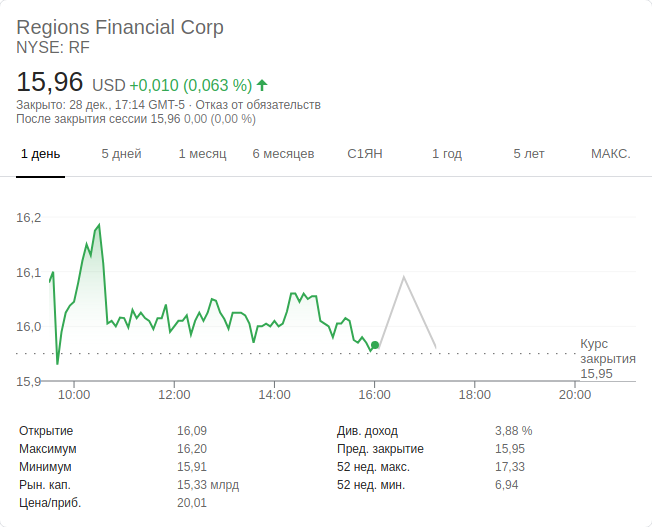 Regions Financial Corp
NYSE: RF
15,96 USD +0,010 (0,063 %)
Закрыто: 28 дек., 17:14 GMT-5 · Отказ от обязательств
После закрытия сессии 15,96 0,00 (0,00 %)
1 день 5 дней 1 месяц 6 месяцев С1ЯН 1 год 5 лет МАКС.
16,2
16,1
16,0
15,9
Курс
закрытия
15,95
10:00 12:00 14:00 16:00 18:00 20:00
Открытие 16,09
Максимум 16,20
Минимум 15,91
Рын. кап. 15,33 млрд
Цена/приб. 20,01
Див. доход 3,88 %
Пред. закрытие 15,95
52 нед. макс. 17,33
52 нед. мин. 6,94